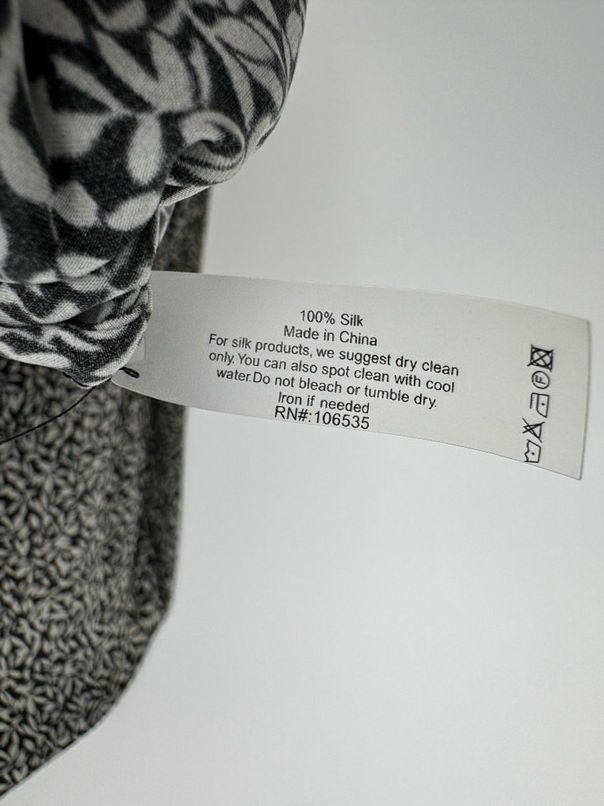 100% Silk
Made in China
For silk products, we suggest dry clean
only.You can also spot clean with cool
water.Do not bleach or tumble dry.
Iron if needed
RN#:106535
F